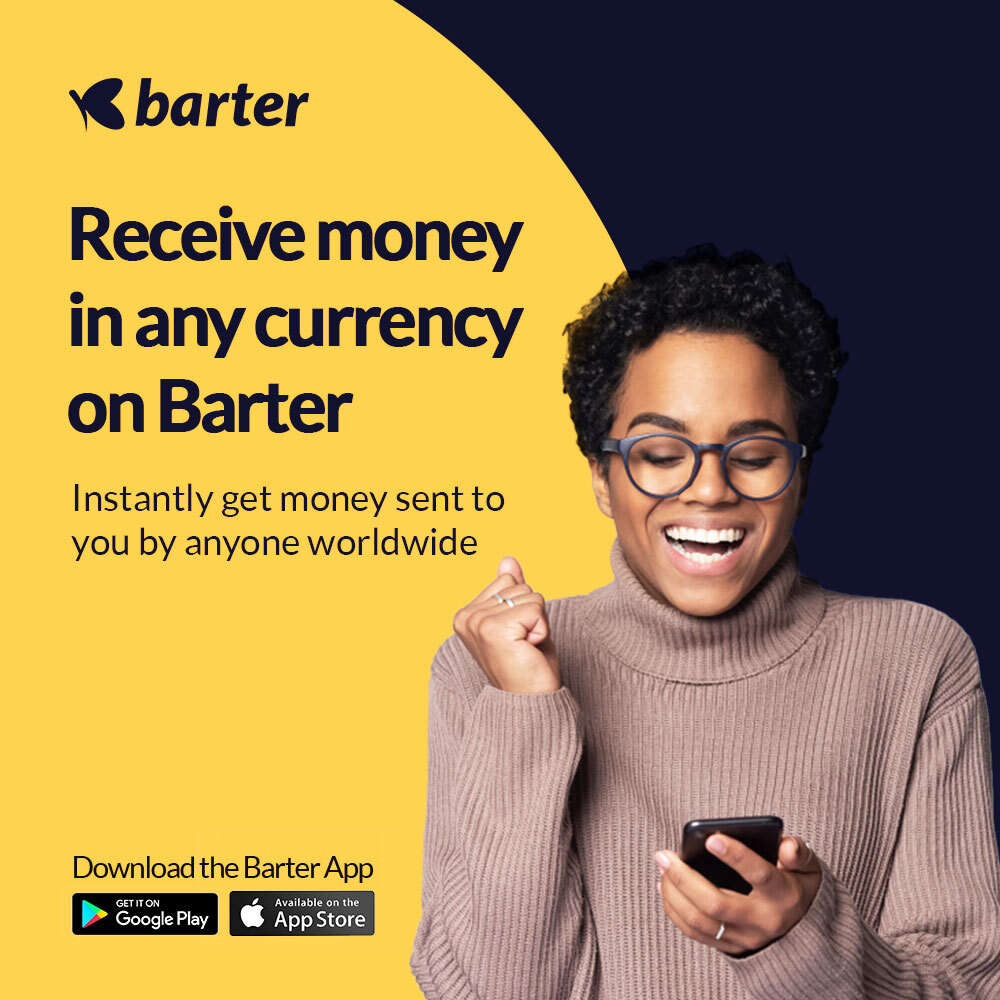 barter
Receive money
in any currency
on Barter
Instantly get money sent to
you by anyone worldwide
Download the Barter App
GET IT ON
Google Play
Available on the
App Store